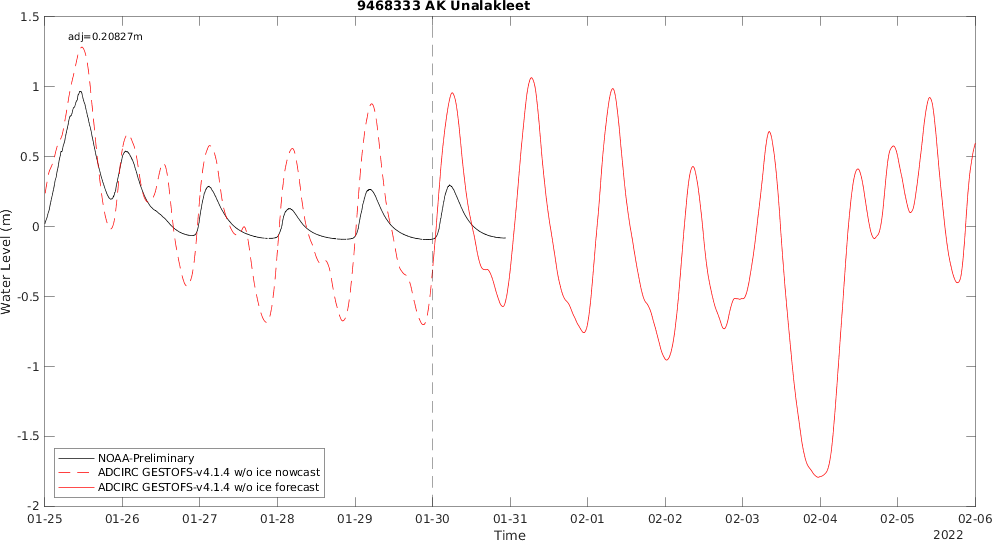 9468333 AK Unalakleet
adj=0.20827m
1.5
1
0.5
0
-0.5
-1
-1.5
-2
Water Level (m)
NOAA-Preliminary
ADCIRC GESTOFS-v4.1.4 w/o ice nowcast
ADCIRC GESTOFS-v4.1.4 w/o ice forecast
01-25 01-26 01-27 01-28 01-29 01-30 01-31 02-01 02-02 02-03 02-04 02-05 02-06
Time
2022